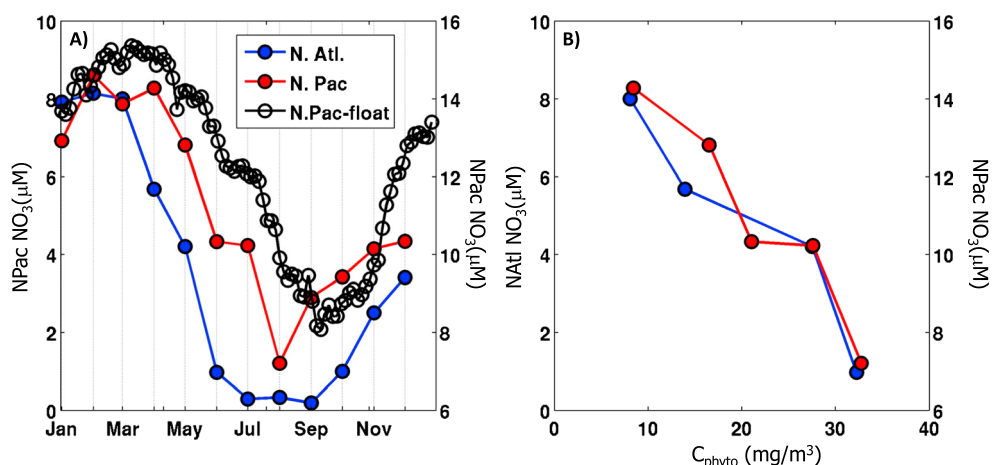 A)
N. Atl.
N. Pac
N.Pac-float
NPac NO3(μM)
10
8
6
4
2
0
Jan Mar May Jul Sep Nov
16
14
12
10
8
6
NPac NO3(μM)
B)
NAtl NO3(μM)
10
8
6
4
2
0
0 10 20 30 40
Cphyto (mg/m3)
16
14
12
10
8
6
NPac NO3(μM)